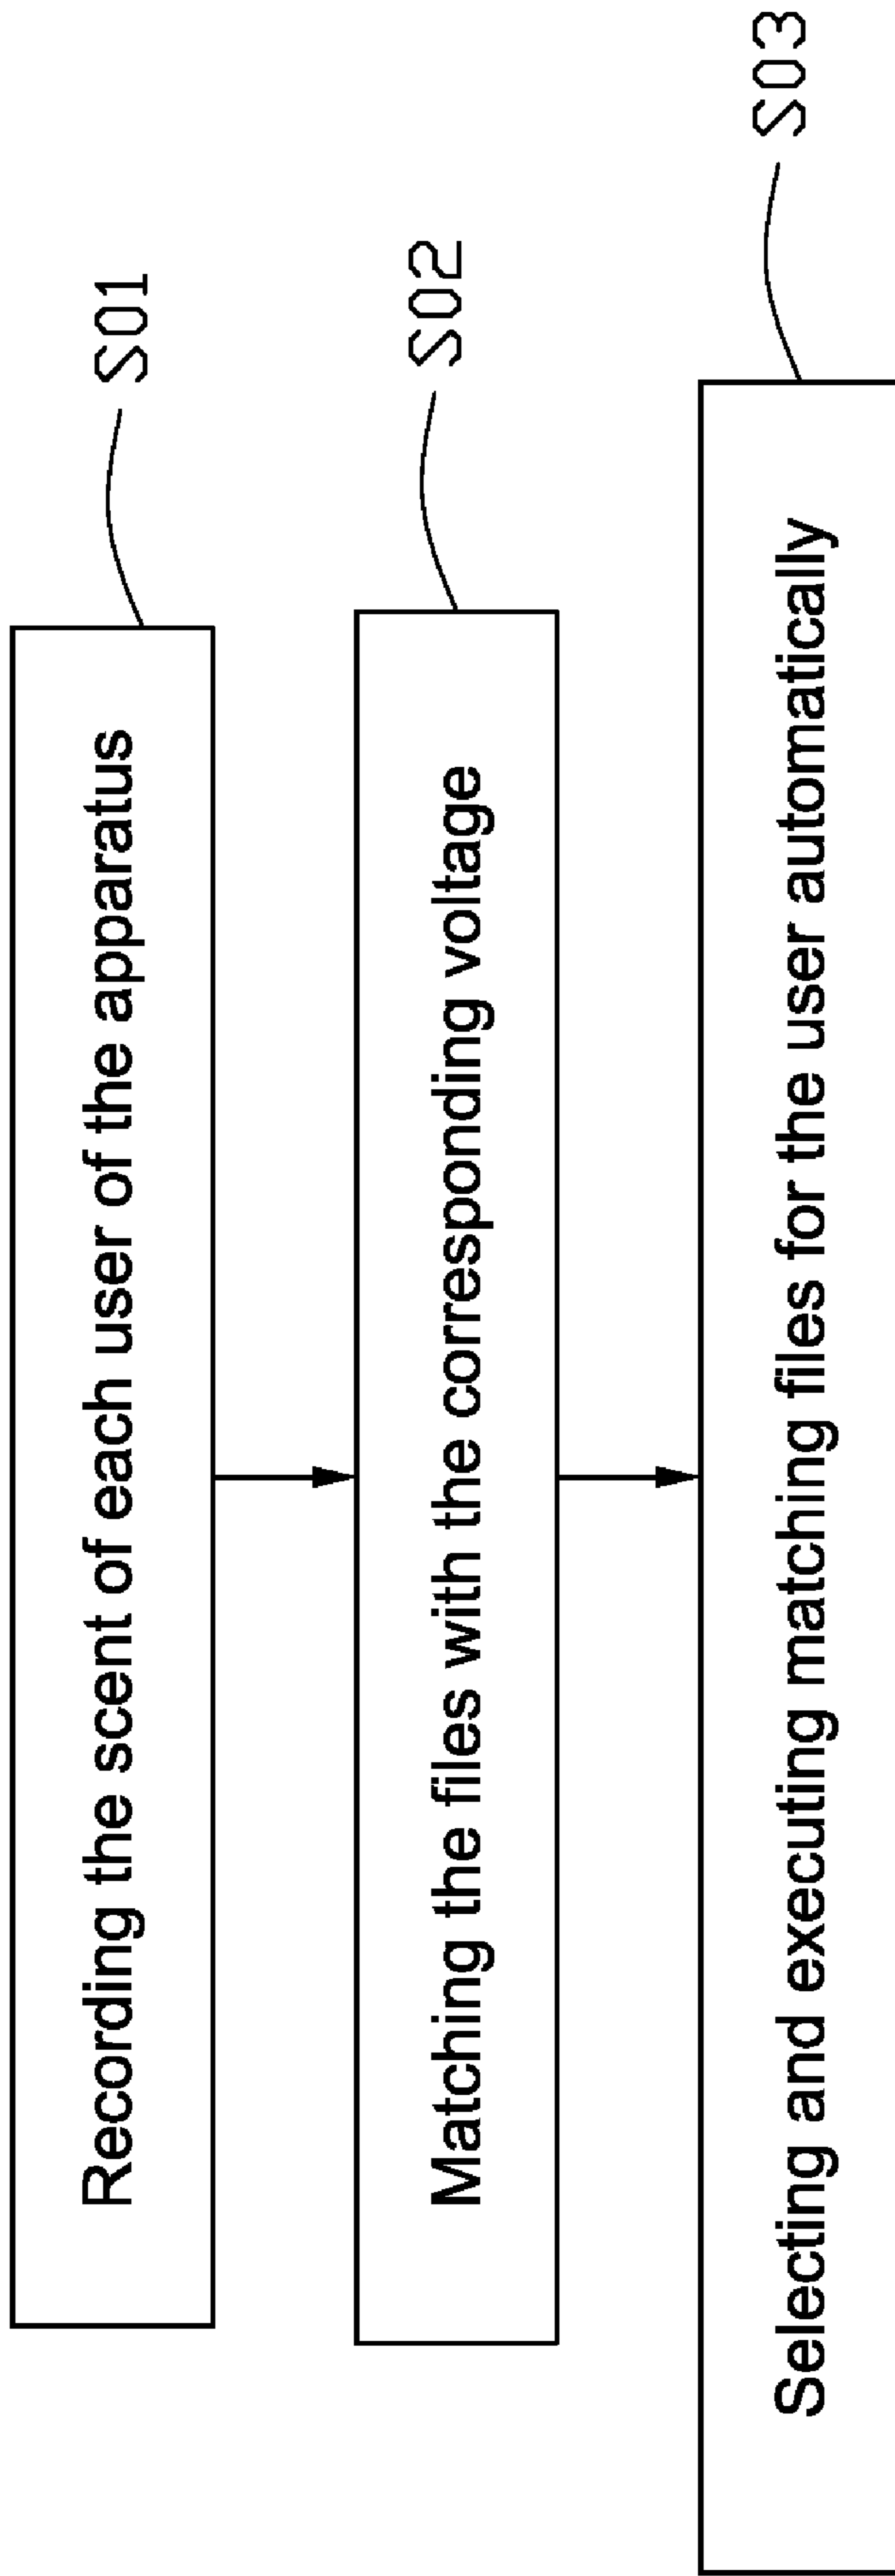 Recording the scent of each user of the apparatus
S01
Matching the files with the corresponding voltage
S02
Selecting and executing matching files for the user automatically
S03